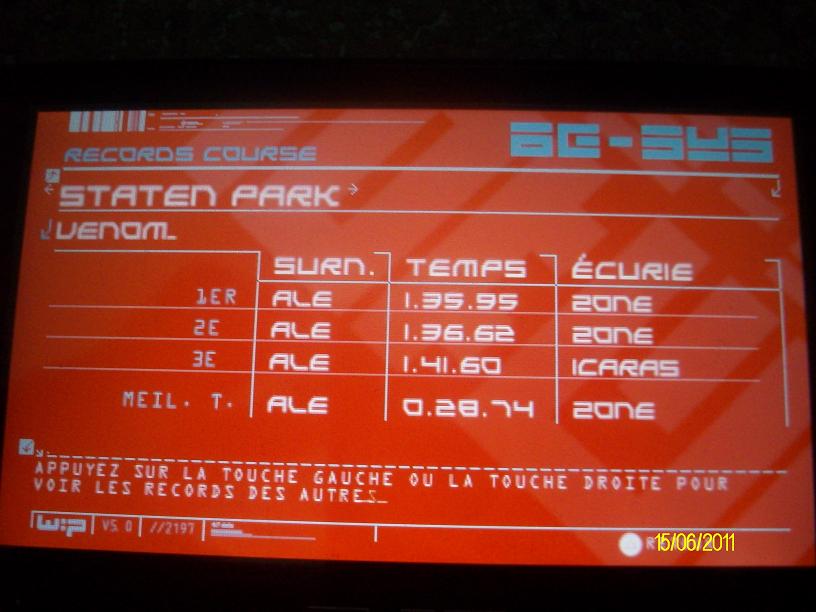 RECORDS COURSE
AG-SYS
STATEN PARK
VENOM
SURN. TEMPS ÉCURIE
1ER ALE 1.35.95 ZONE
2E ALE 1.36.62 ZONE
3E ALE 1.41.60 ICARAS
MEIL. T. ALE 0.28.74 ZONE
APPUYEZ SUR LA TOUCHE GAUCHE OU LA TOUCHE DROITE POUR
VOIR LES RECORDS DES AUTRES_
W:P V5.0 //2197
15/06/2011